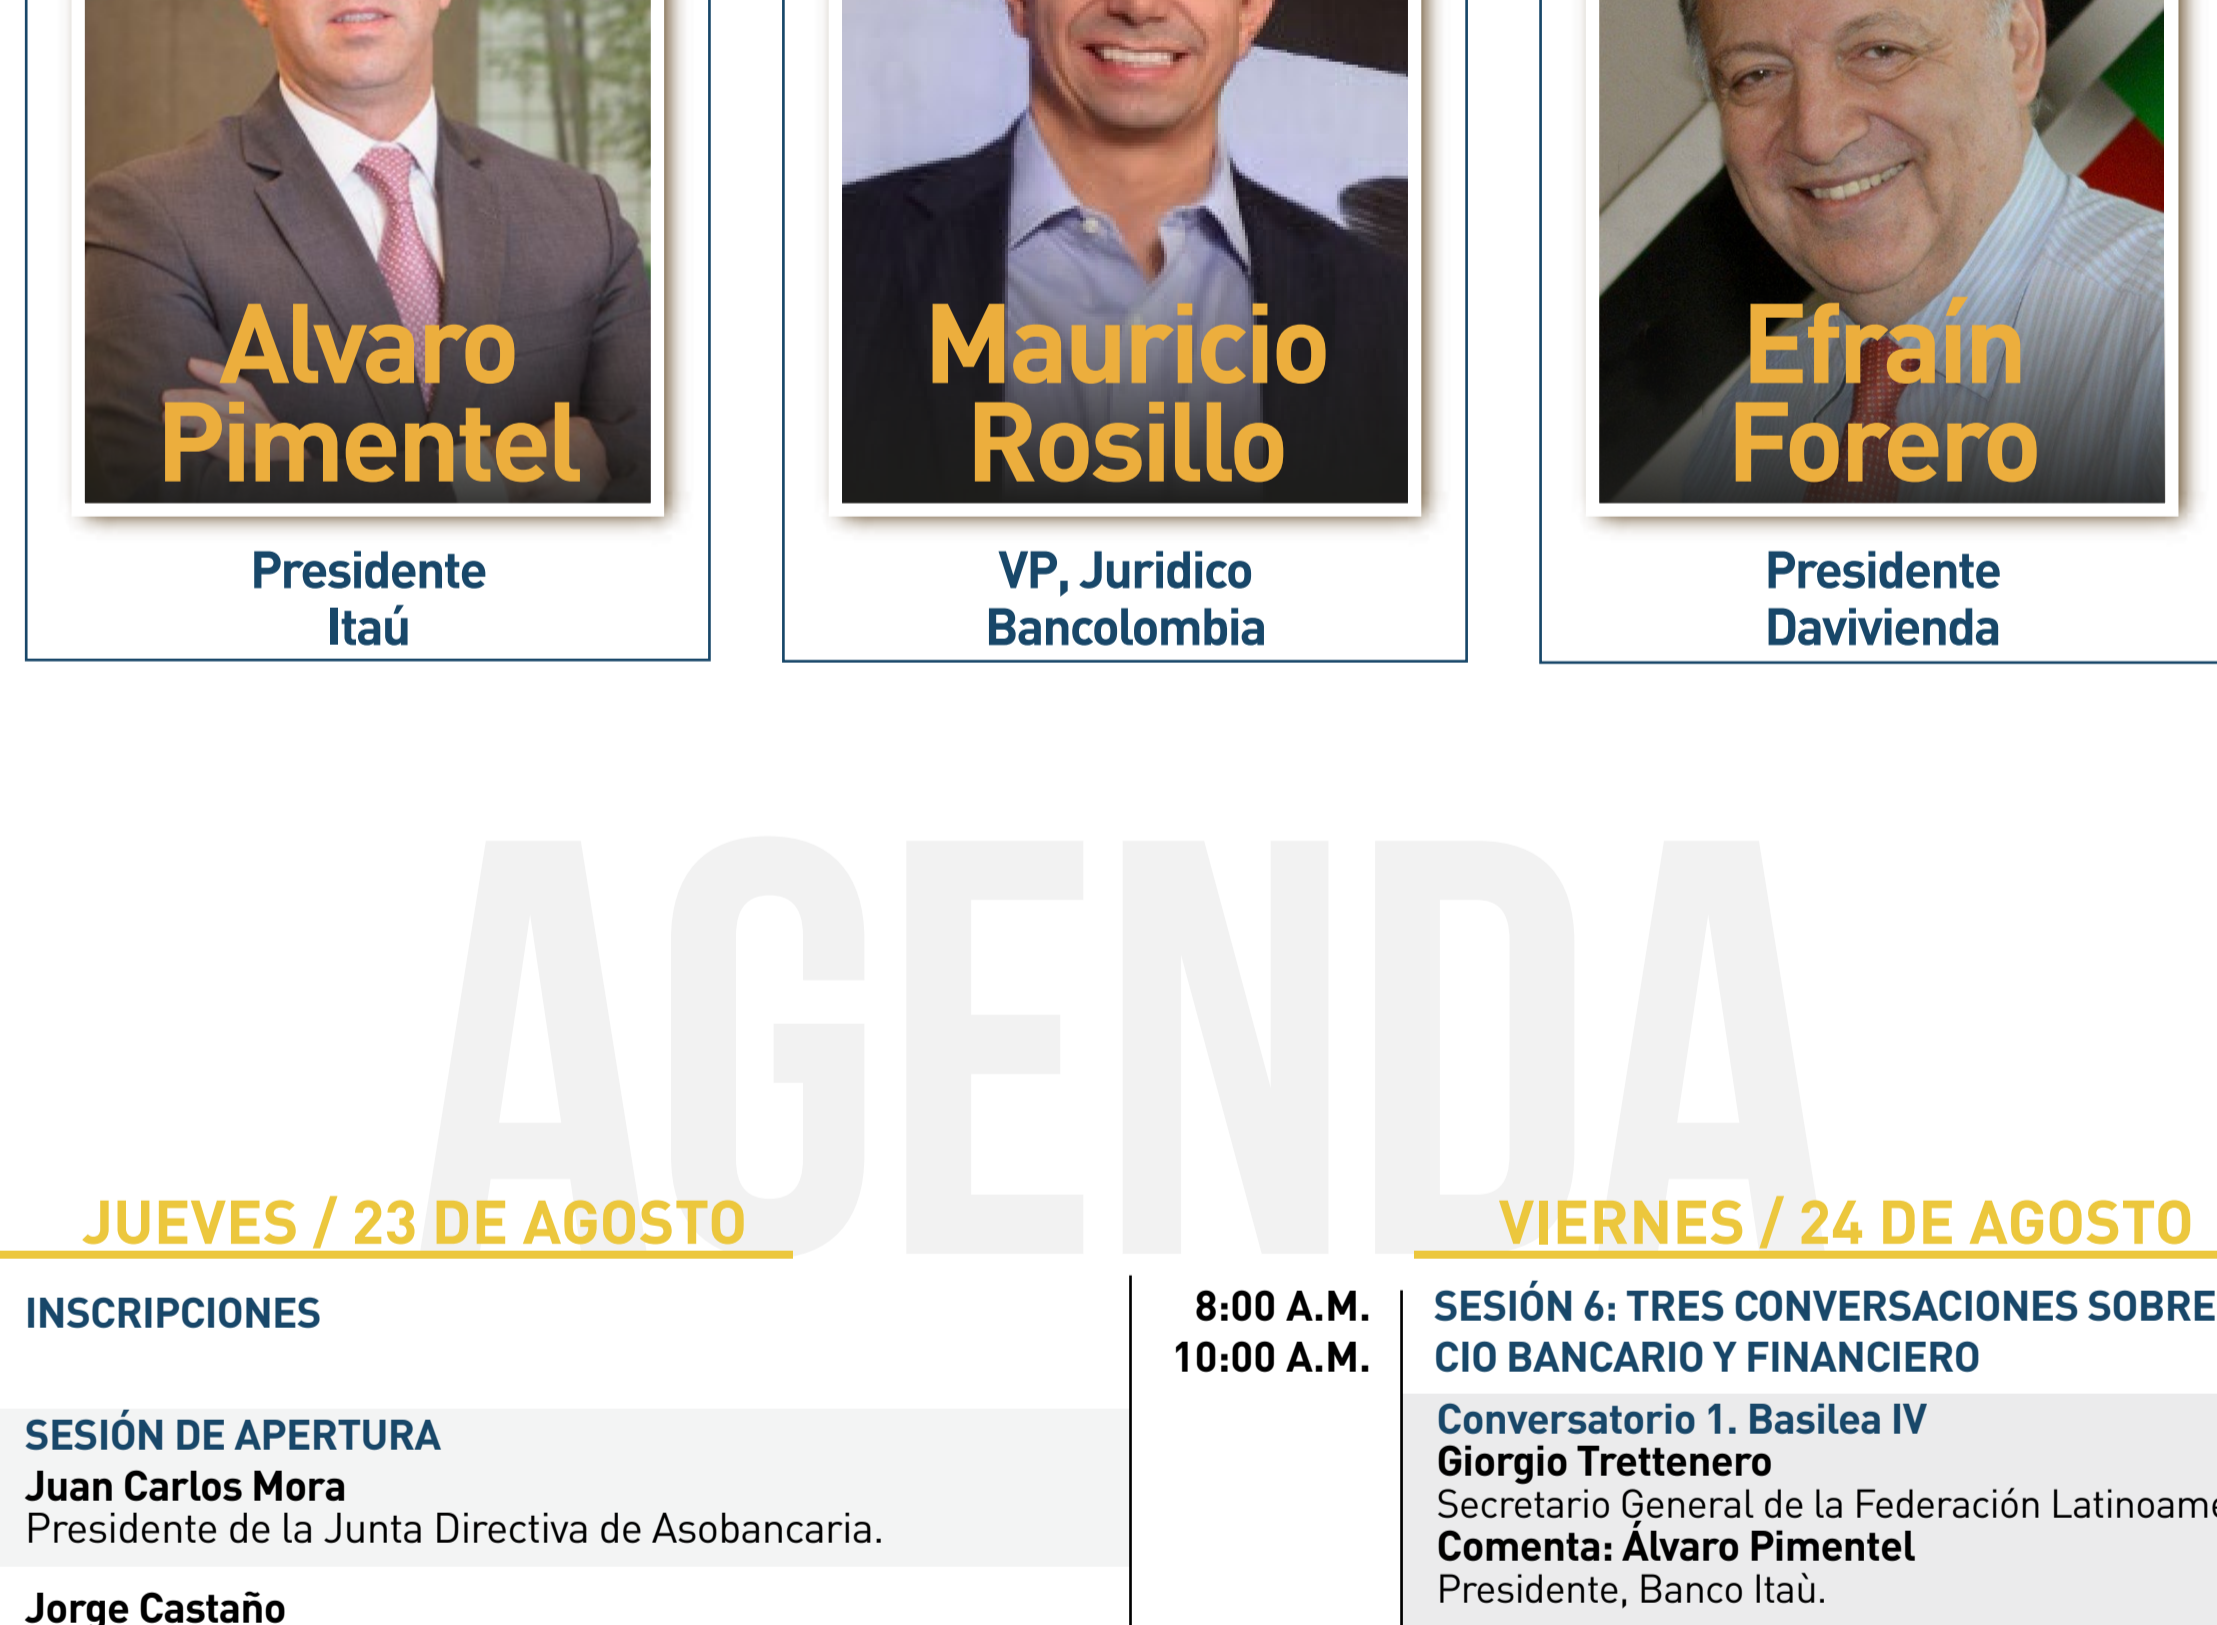 Alvaro
Pimentel
Presidente
Itaú
Mauricio
Rosillo
VP, Juridico
Bancolombia
Efraín
Forero
Presidente
Davivienda
AGENDA
JUEVES / 23 DE AGOSTO
INSCRIPCIONES
SESIÓN DE APERTURA
Juan Carlos Mora
Presidente de la Junta Directiva de Asobancaria.
Jorge Castaño
VIERNES / 24 DE AGOSTO
8:00 A.M.
10:00 A.M.
SESIÓN 6: TRES CONVERSACIONES SOBRE
CIO BANCARIO Y FINANCIERO
Conversatorio 1. Basilea IV
Giorgio Trettenero
Secretario General de la Federación
Comenta: Álvaro Pimentel
Presidente, Banco Itaù.